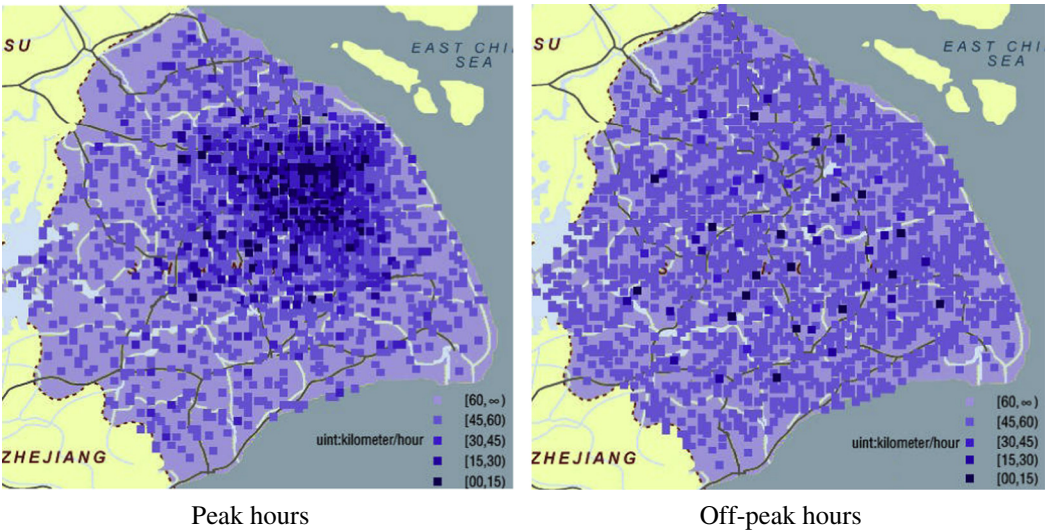 SU
EAST CHI
SEA
S
[60, ∞)
[45,60)
uint:kilometer/hour
[30,45)
[15,30)
[00,15)
ZHEJIANG
Peak hours
SU
EAST CHI
SEA
S
[60, ∞)
[45,60)
uint:kilometer/hour
[30,45)
[15,30)
[00,15)
ZHEJIANG
Off-peak hours